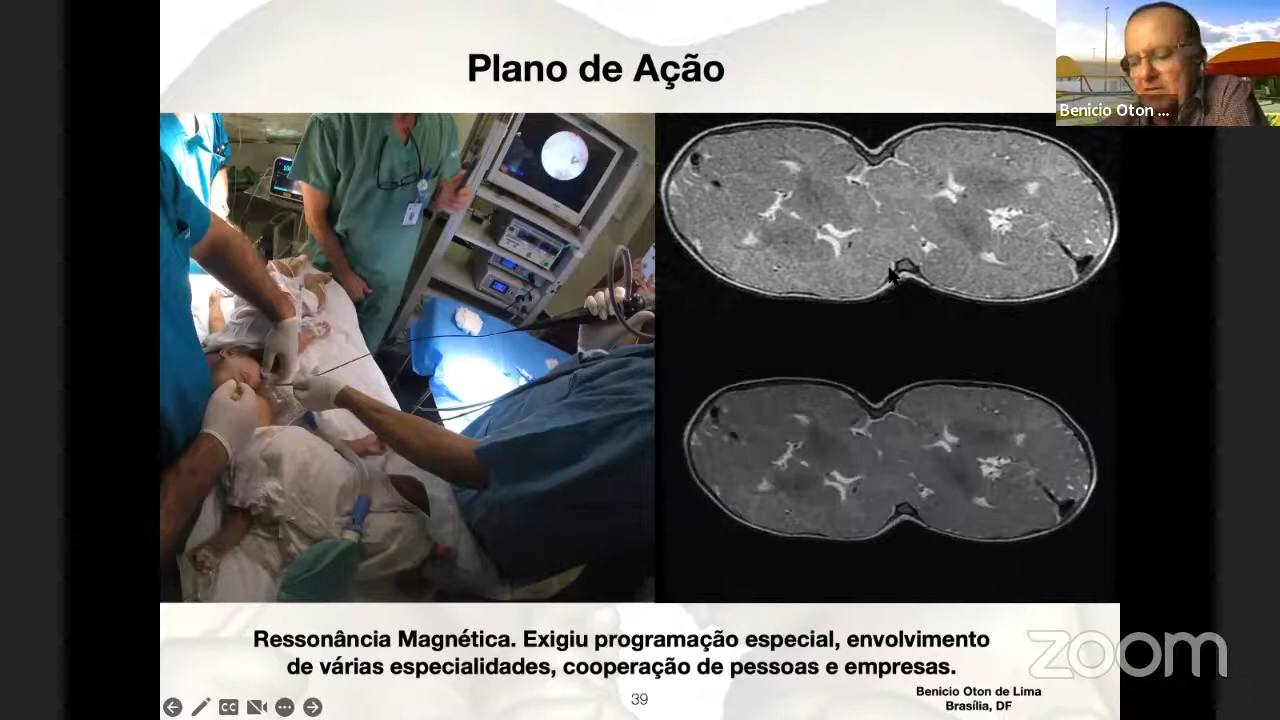 Plano de Ação
Benicio Oton ...
Ressonância Magnética. Exigiu programação especial, envolvimento
de várias especialidades, cooperação de pessoas e empresas.
zoom
39
Benicio Oton de Lima
Brasília, DF
CC